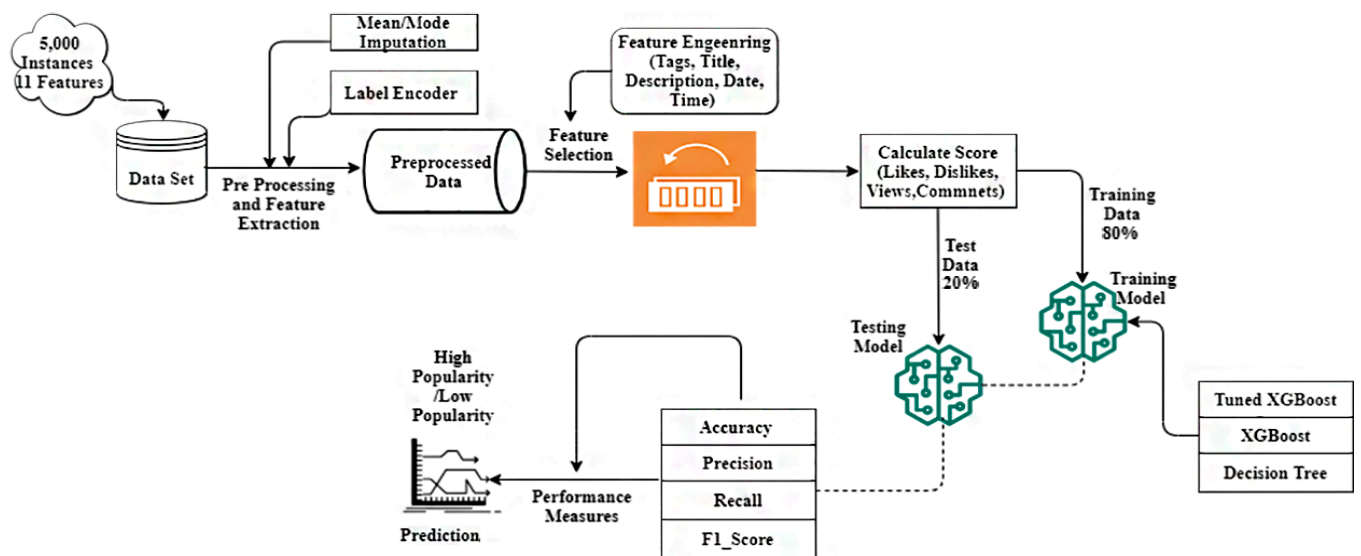 5,000
Instances
11 Features
Data Set
Mean/Mode
Imputation
Label Encoder
Pre Processing
and Feature
Extraction
Preprocessed
Data
Feature Engeenring
(Tags, Title,
Description, Date,
Time)
Feature
Selection
Calculate Score
(Likes, Dislikes,
Views,Commnets)
Training
Data
80%
Test
Data
20%
Training
Model
Testing
Model
Tuned XGBoost
XGBoost
Decision Tree
Accuracy
Precision
Recall
F1_Score
Performance
Measures
High
Popularity
/Low
Popularity
Prediction